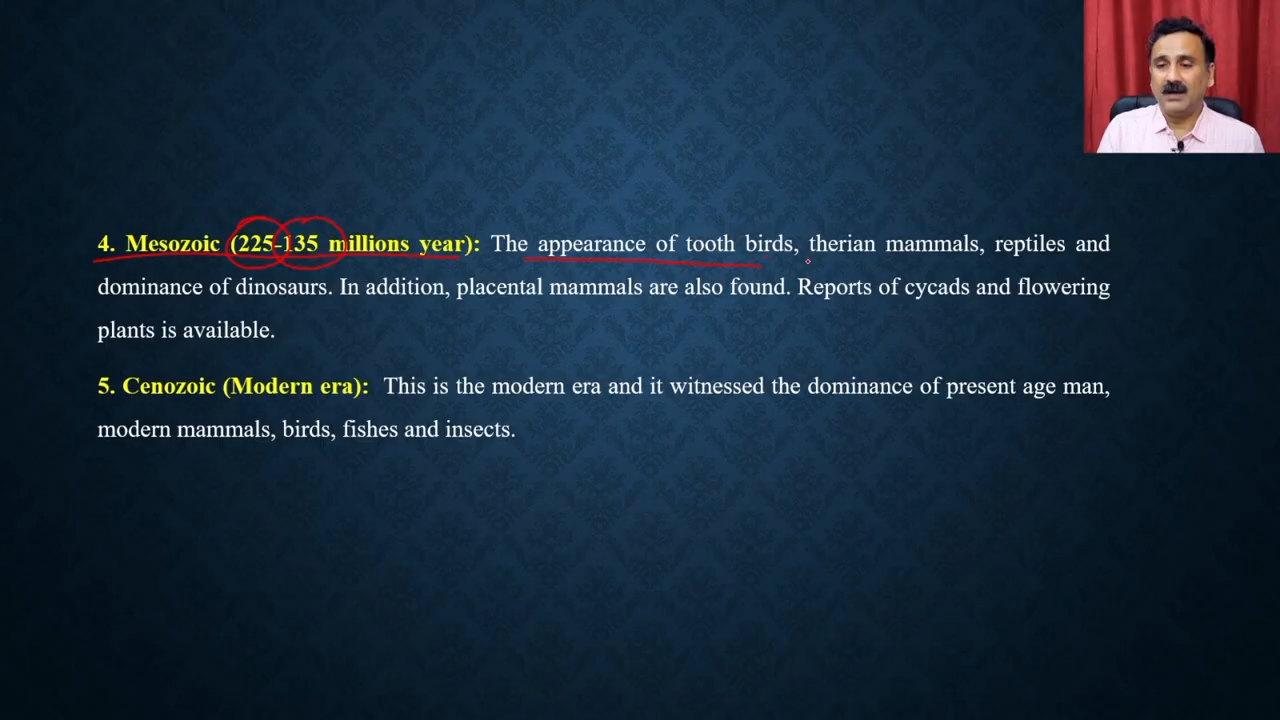 4. Mesozoic (225-135 millions year): The appearance of tooth birds, therian mammals, reptiles and
dominance of dinosaurs. In addition, placental mammals are also found. Reports of cycads and flowering
plants is available.
5. Cenozoic (Modern era): This is the modern era and it witnessed the dominance of present age man,
modern mammals, birds, fishes and insects.